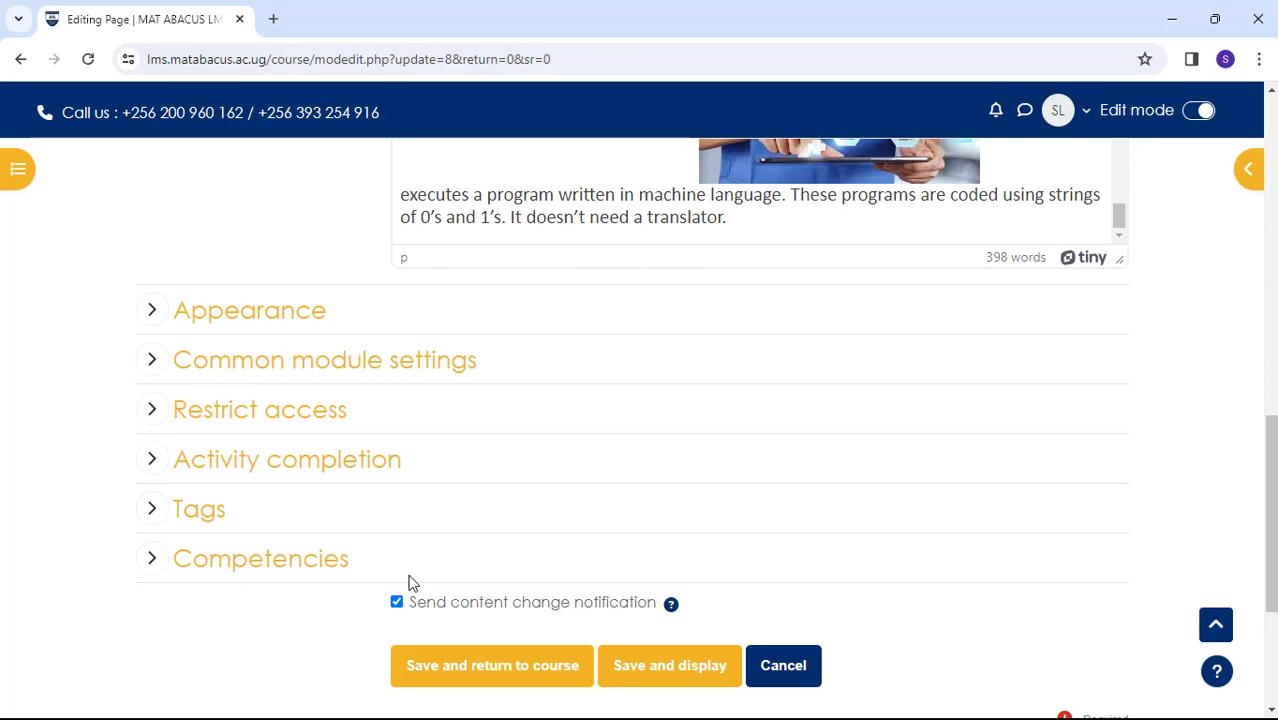 Editing Page | MAT ABACUS LM
lms.matabacus.ac.ug/course/modedit.php?update=8&return=0&sr=0
S
Call us : +256 200 960 162 / +256 393 254 916
SL
Edit mode
executes a program written in machine language. These programs are coded using strings
of 0’s and 1’s. It doesn’t need a translator.
p
398 words
tiny
Appearance
Common module settings
Restrict access
Activity completion
Tags
Competencies
Send content change notification
?
Save and return to course
Save and display
Cancel
?
Required